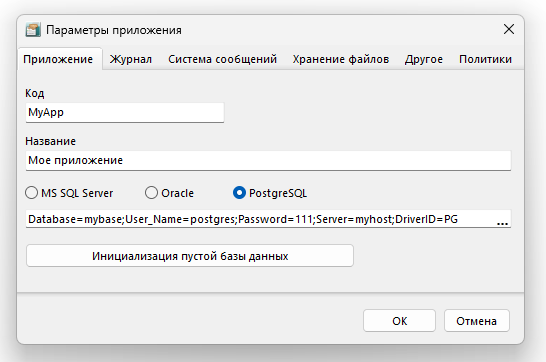 Параметры приложения
Приложение Журнал Система сообщений Хранение файлов Другое Политики
Код
MyApp
Название
Мое приложение
MS SQL Server Oracle PostgreSQL
Database=mybase;User_Name=postgres;Password=111;Server=myhost;DriverID=PG ...
Инициализация пустой базы данных
ОК Отмена